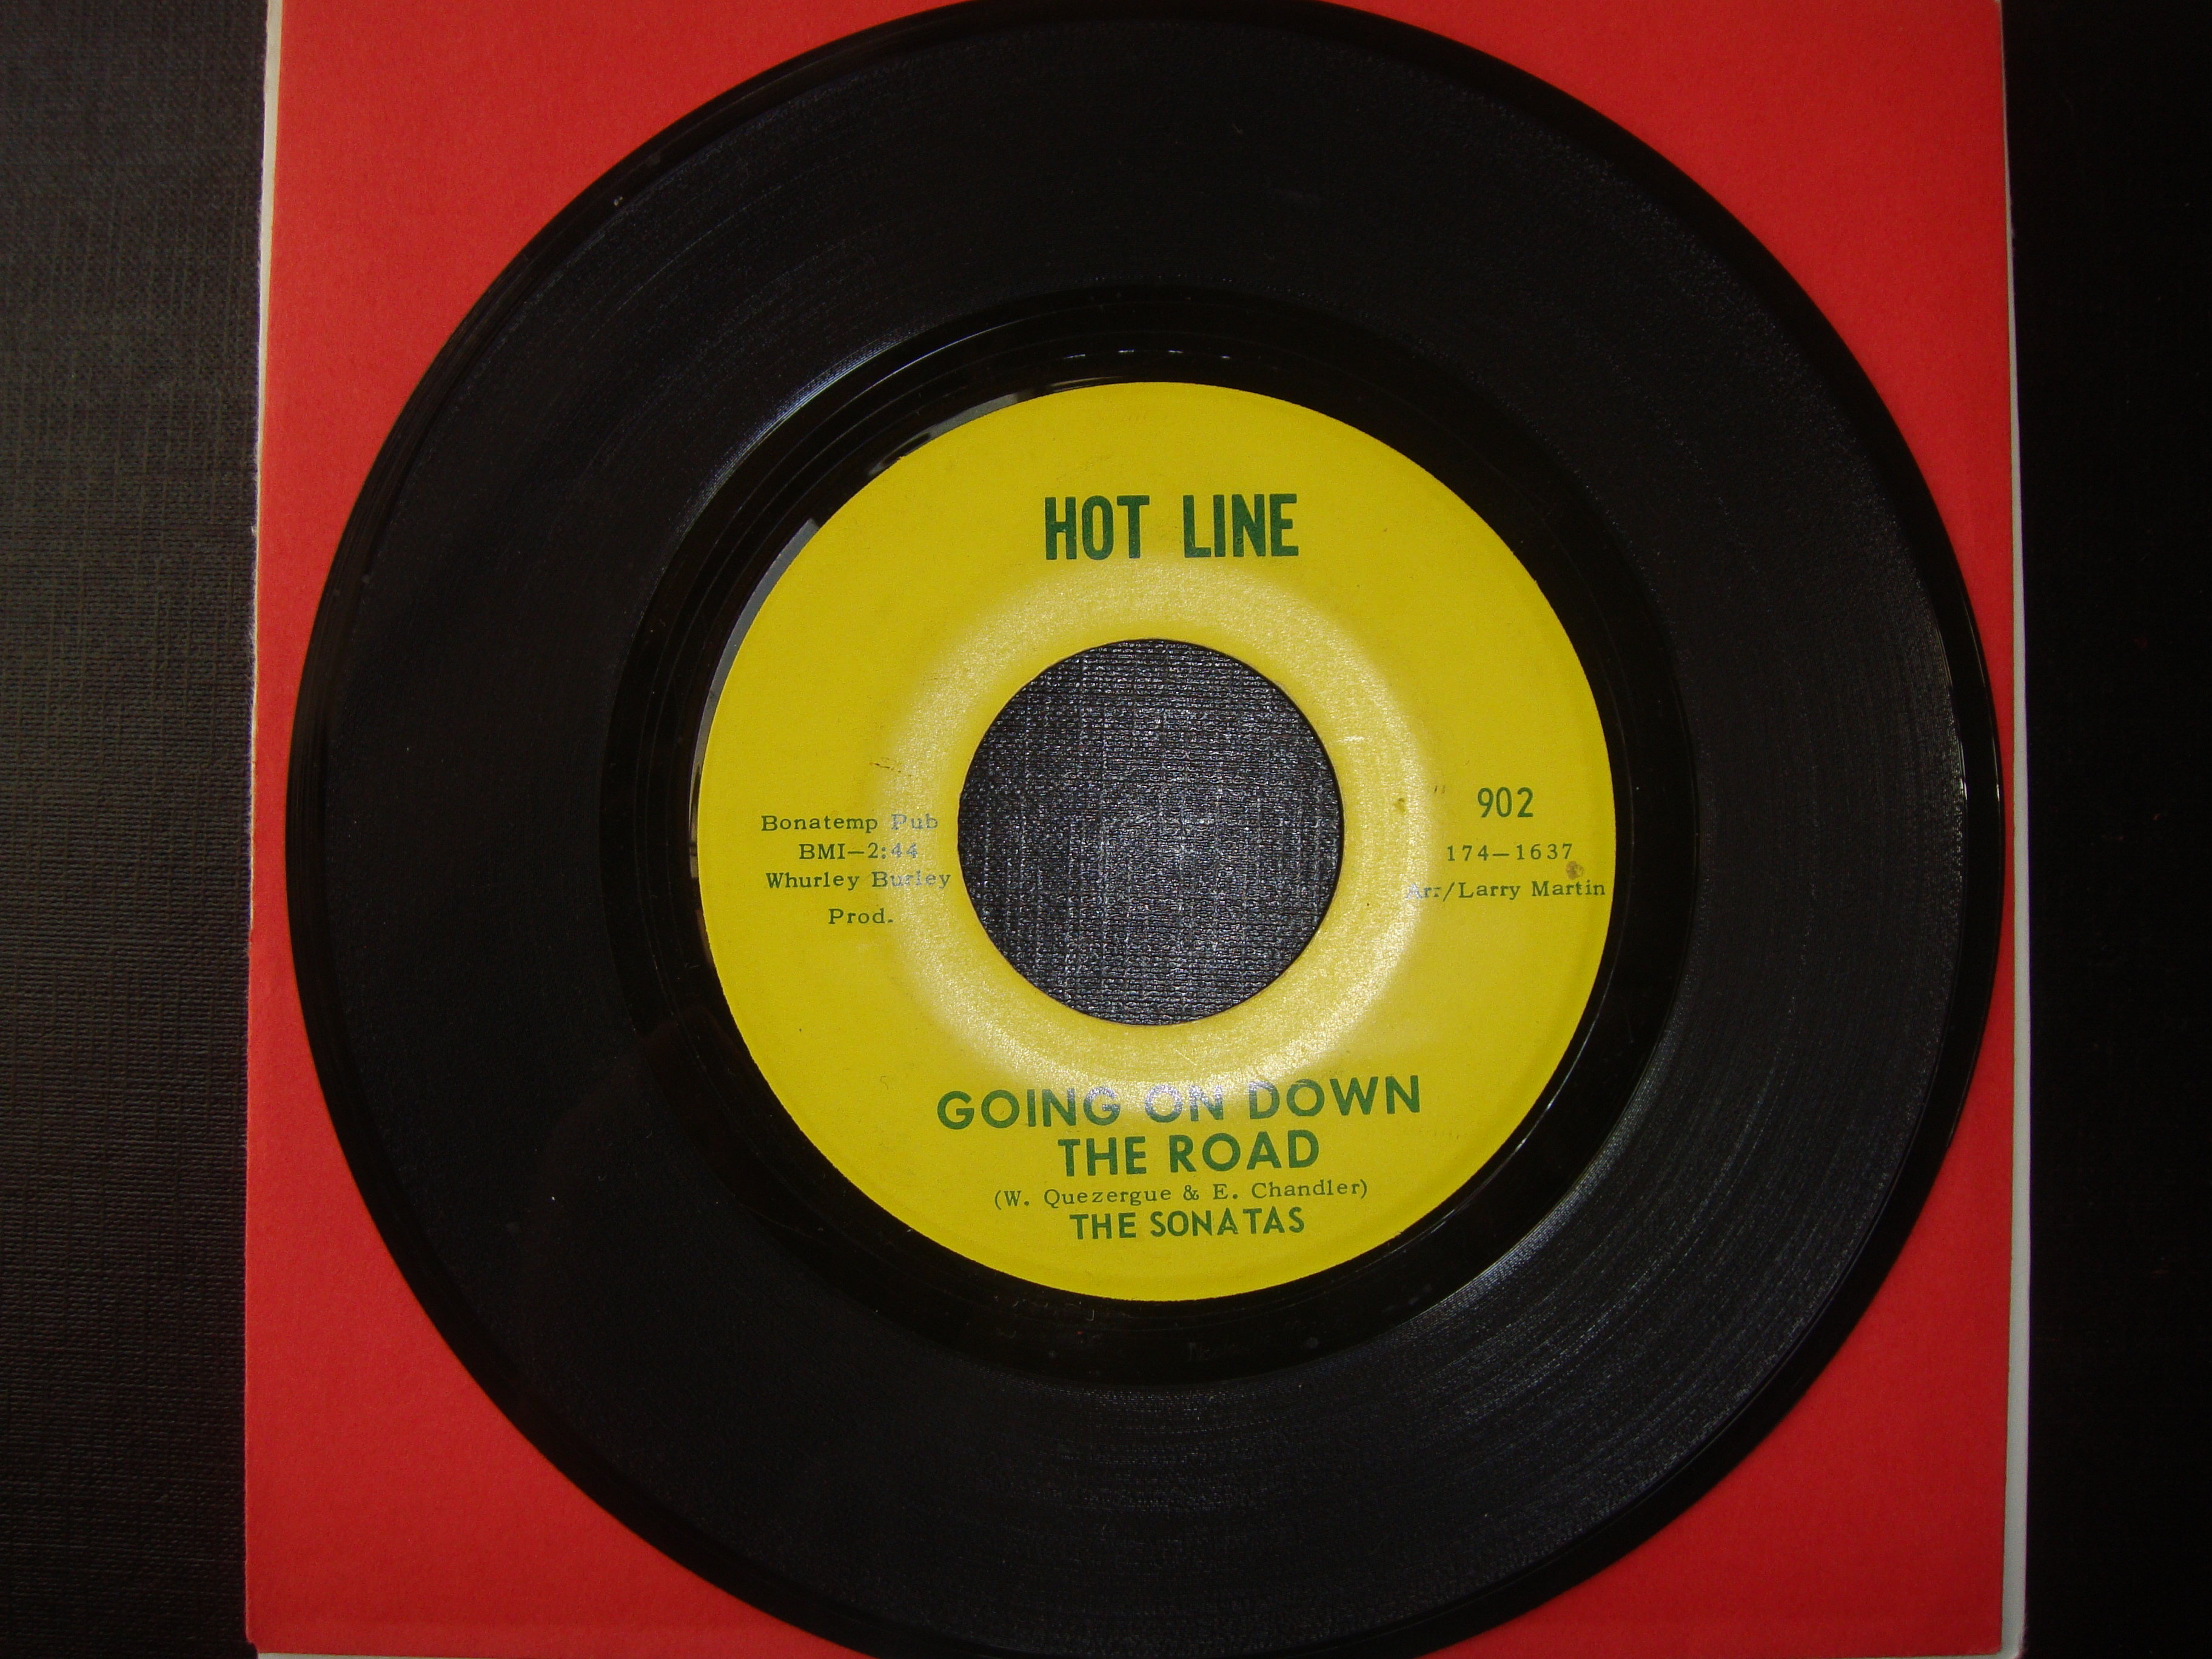 HOT LINE
Bonatemp Pub
BMI—2:44
Whurley Burley
Prod.
902
174—1637
Arr/Larry Martin
GOING ON DOWN
THE ROAD
(W. Quezergue & E. Chandler)
THE SONATAS